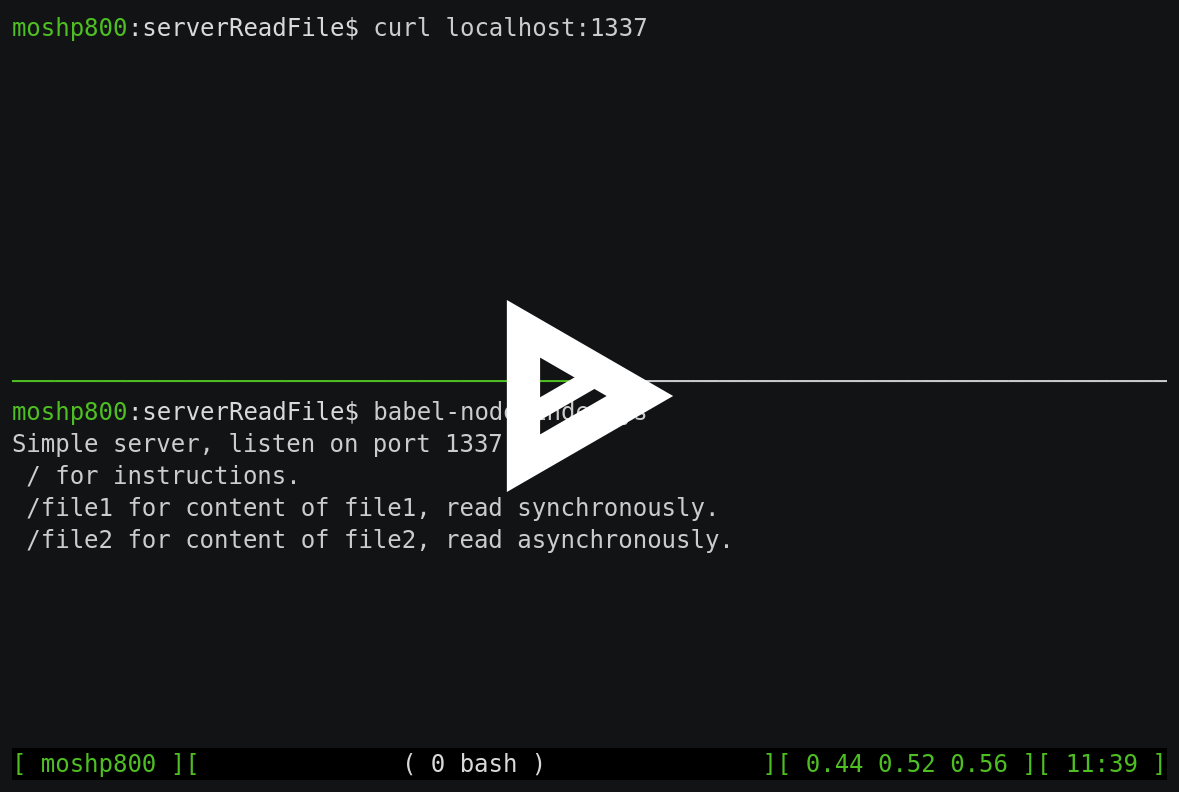 moshp800:serverReadFile$ curl localhost:1337
moshp800:serverReadFile$ babel-node
Simple server, listen on port 1337
/ for instructions.
/file1 for content of file1, read synchronously.
/file2 for content of file2, read asynchronously.
[ moshp800 ][ ( 0 bash ) ][ 0.44 0.52 0.56 ][ 11:39 ]